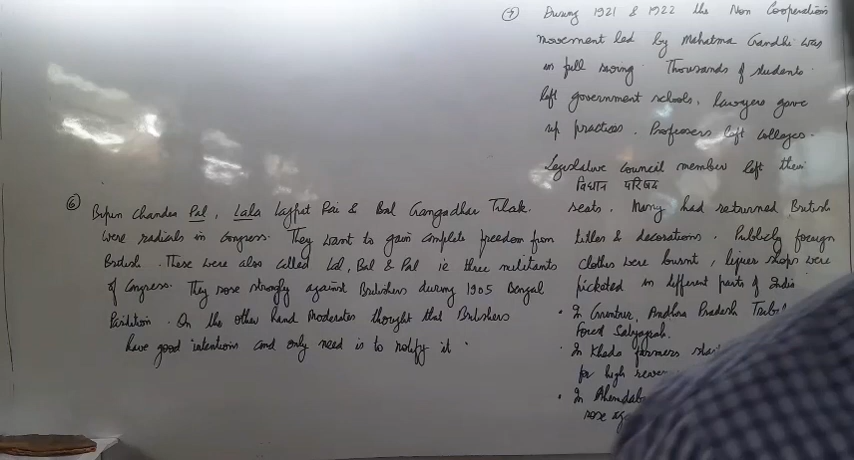 ⑥ Bipin Chandra Pal, Lala Lajpat Rai & Bal Gangadhar Tilak.
were radicals in Congress. They want to gain complete freedom from
British. These were also called Lal, Bal & Pal ie three militants
of Congress. They rose strongly against Britishers during 1905 Bengal
Partition. On the other hand Moderates thought that Britishers
have good intentions and only need is to notify it.
⑦ During 1921 & 1922 the Non Cooperation
movement led by Mahatma Gandhi was
in full swing. Thousands of students
left government schools, lawyers gave
up practices. Professors left colleges.
Legislative Council member left their
विधान परिषद
seats. Many had returned British
titles & decorations. Publicly foreign
clothes were burnt, liquor shops were
picketed in different parts of India
• In Guntur, Andhra Pradesh
Forest Satyagrah.
• In Kheda farmers
for high
• In
rose